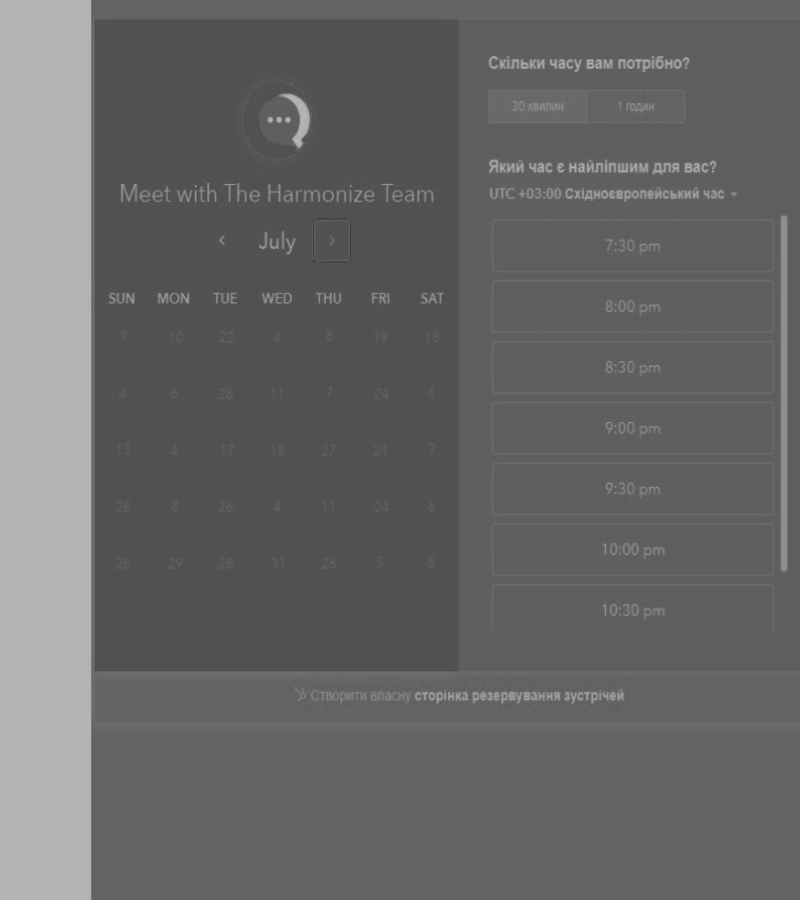 Meet with The Harmonize Team
July
SUN MON TUE WED THU FRI SAT
9 10 22 4 8 19 18
4 6 28 11 7 24 6
13 4 17 18 27 21 7
28 8 26 4 11 24 6
28 29 28 31 26 5 5
Скільки часу вам потрібно?
30 хвилин 1 годин
Який час є найліпшим для вас?
UTC +03:00 Східноєвропейський час
7:30 pm
8:00 pm
8:30 pm
9:00 pm
9:30 pm
10:00 pm
10:30 pm
Створити власну сторінка резервування зустрічей